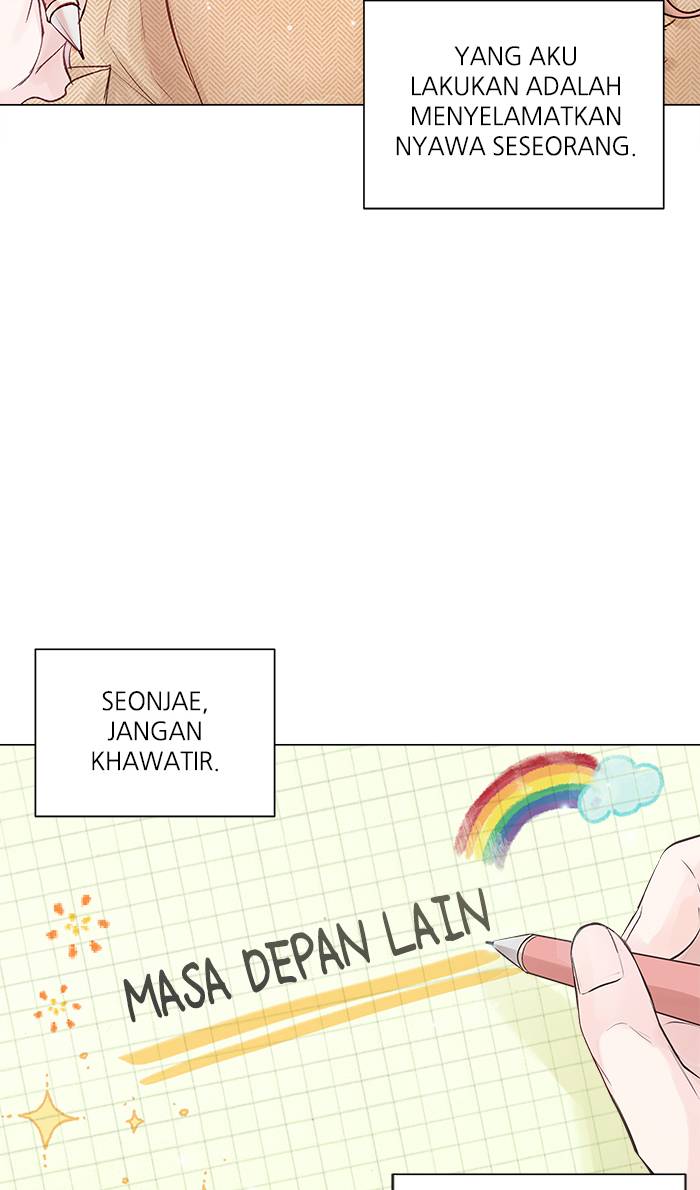 YANG AKU
LAKUKAN ADALAH
MENYELAMATKAN
NYAWA SESEORANG.
SEONJAE,
JANGAN
KHAWATIR.
MASA DEPAN LAIN